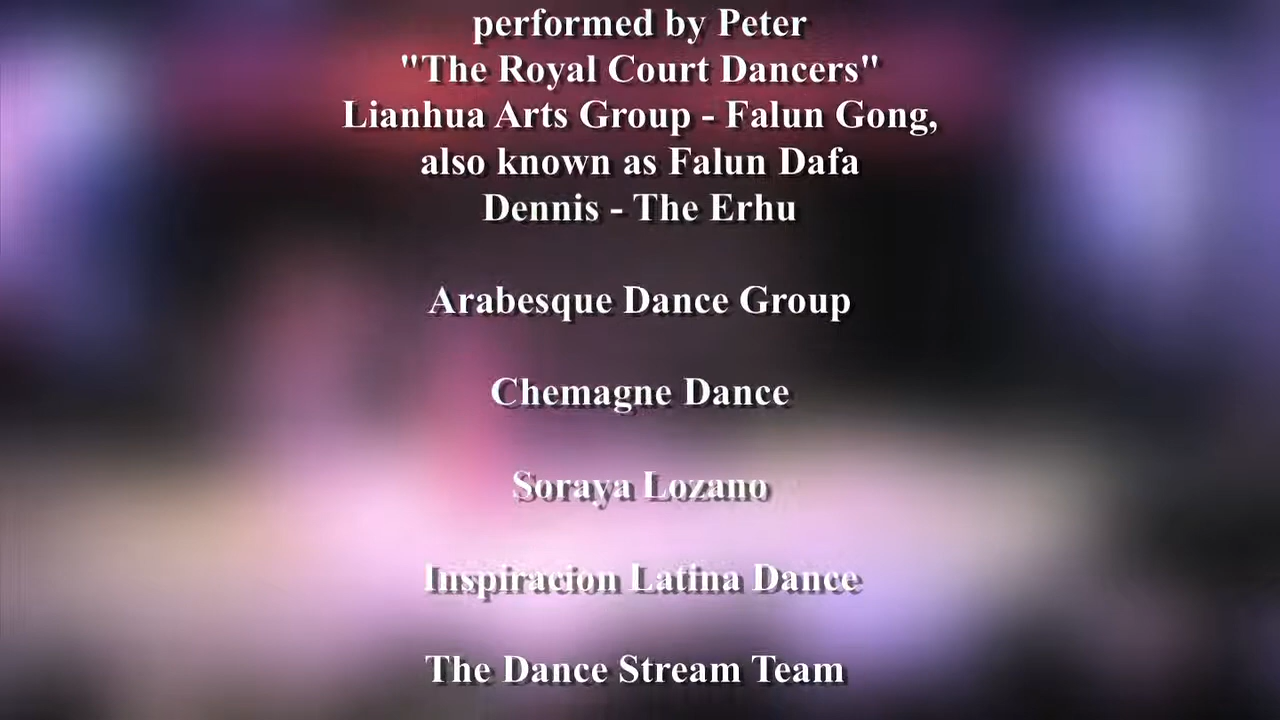 performed by Peter
"The Royal Court Dancers"
Lianhua Arts Group - Falun Gong,
also known as Falun Dafa
Dennis - The Erhu
Arabesque Dance Group
Chemagne Dance
Soraya Lozano
Inspiracion Latina Dance
The Dance Stream Team